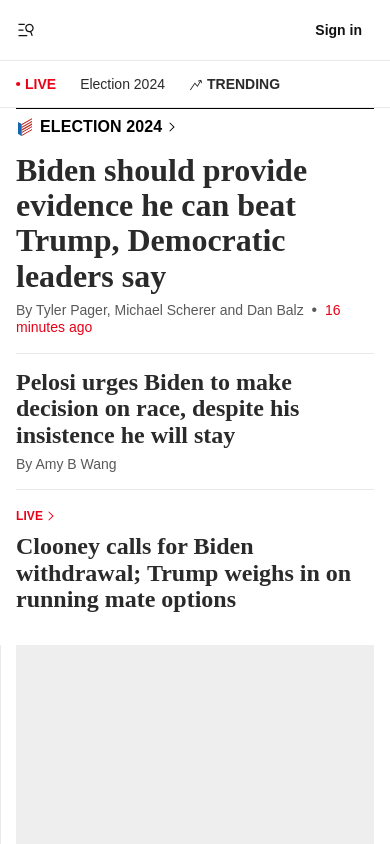 Sign in
LIVE
Election 2024
TRENDING
ELECTION 2024
Biden should provide
evidence he can beat
Trump, Democratic
leaders say
By Tyler Pager, Michael Scherer and Dan Balz • 16
minutes ago
Pelosi urges Biden to make
decision on race, despite his
insistence he will stay
By Amy B Wang
LIVE
Clooney calls for Biden
withdrawal; Trump weighs in on
running mate options